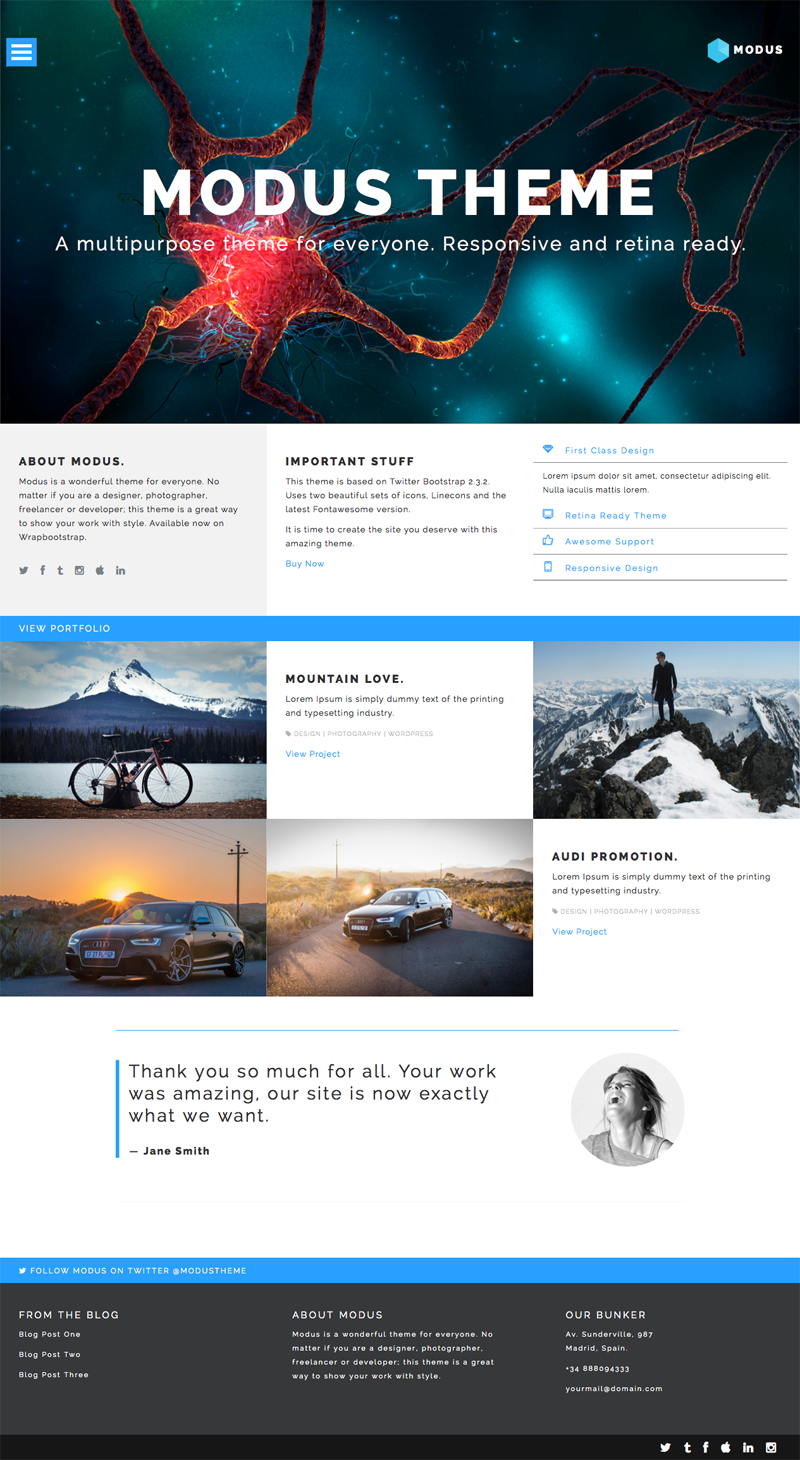 MODUS
MODUS THEME
A multipurpose theme for everyone. Responsive and retina ready.
ABOUT MODUS.
Modus is a wonderful theme for everyone. No
matter if you are a designer, photographer,
freelancer or developer; this theme is a great way
to show your work with style. Available now on
Wrapbootstrap.
IMPORTANT STUFF
This theme is based on Twitter Bootstrap 2.3.2.
Uses two beautiful sets of icons, Linecons and the
latest Fontawesome version.
It is time to create the site you deserve with this
amazing theme.
Buy Now
First Class Design
Lorem ipsum dolor sit amet, consectetur adipiscing elit.
Nulla iaculis mattis lorem.
Retina Ready Theme
Awesome Support
Responsive Design
VIEW PORTFOLIO
MOUNTAIN LOVE.
Lorem Ipsum is simply dummy text of the printing
and typesetting industry.
DESIGN | PHOTOGRAPHY | WORDPRESS
View Project
AUDI PROMOTION.
Lorem Ipsum is simply dummy text of the printing
and typesetting industry.
DESIGN | PHOTOGRAPHY | WORDPRESS
View Project
Thank you so much for all. Your work
was amazing, our site is now exactly
what we want.
— Jane Smith
FOLLOW MODUS ON TWITTER @MODUSTHEME
FROM THE BLOG
Blog Post One
Blog Post Two
Blog Post Three
ABOUT MODUS
Modus is a wonderful theme for everyone. No
matter if you are a designer, photographer,
freelancer or developer; this theme is a great
way to show your work with style.
OUR BUNKER
Av. Sunderville, 987
Madrid, Spain.
+34 888094333
yourmail@domain.com